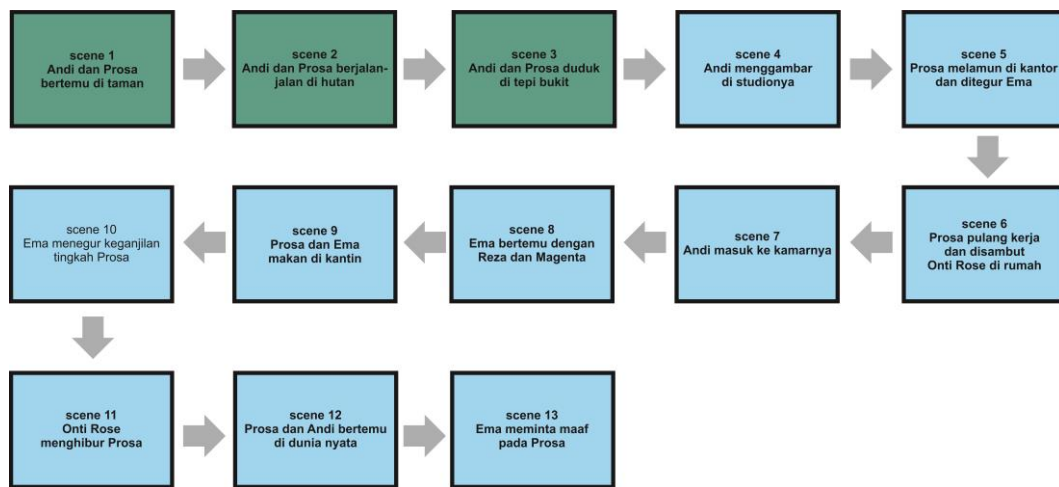 scene 1
Andi dan Prosa
bertemu di taman
scene 2
Andi dan Prosa berjalan-
jalan di hutan
scene 3
Andi dan Prosa duduk
di tepi bukit
scene 4
Andi menggambar
di studionya
scene 5
Prosa melamun di kantor
dan ditegur Ema
scene 6
Prosa pulang kerja
dan disambut
Onti Rose di rumah
scene 7
Andi masuk ke kamarnya
scene 8
Ema bertemu dengan
Reza dan Magenta
scene 9
Prosa dan Ema
makan di kantin
scene 10
Ema menegur keganjilan
tingkah Prosa
scene 11
Onti Rose
menghibur Prosa
scene 12
Prosa dan Andi bertemu
di dunia nyata
scene 13
Ema meminta maaf
pada Prosa